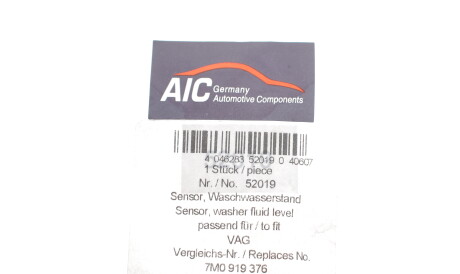 AIC Germany
Automotive Components
4 046283 52019 0 40607
1 Stück / piece
Nr. / No. 52019
Sensor, Waschwasserstand
Sensor, washer fluid level
passend für / to fit
VAG
Vergleichs-Nr. / Replaces No.
7M0 919 376